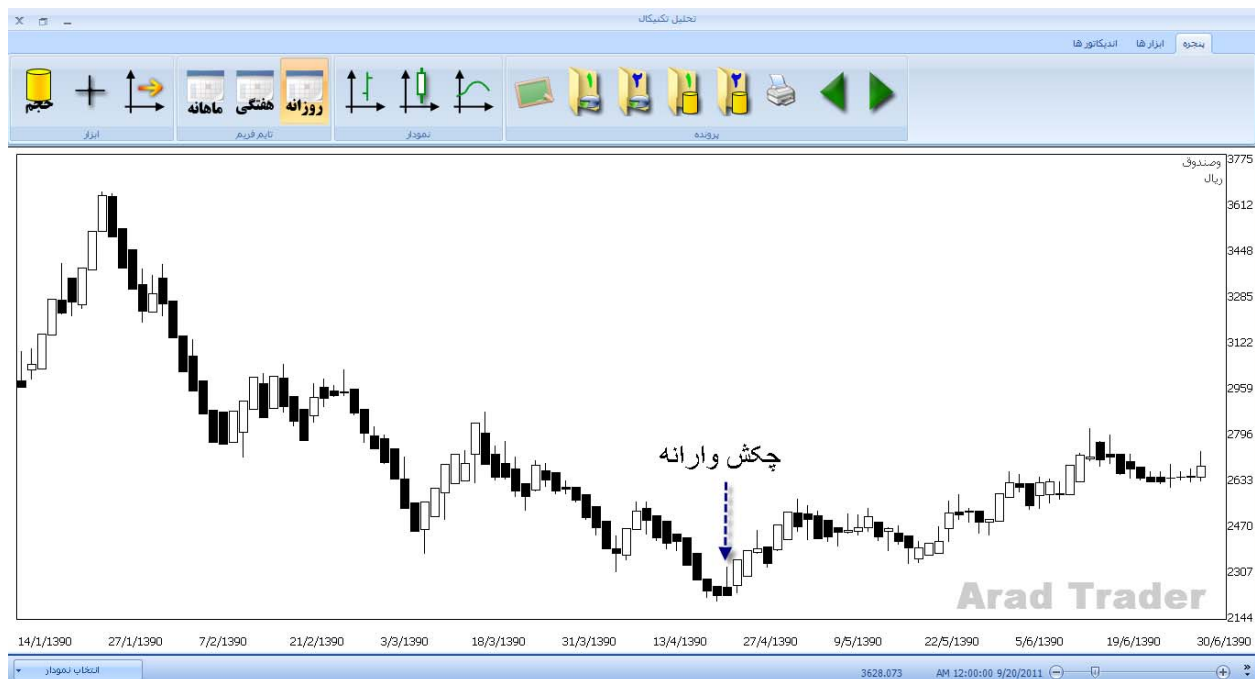 تحلیل تکنیکال
پنجره ابزار ها اندیکاتور ها
حجم
ماهانه هفتگی روزانه
۱ ۲ ۱ ۲
ابزار تایم فریم نمودار پرونده
وصندوق
ریال
3775
3612
3448
3285
3122
2959
2796
2633
2470
2307
2144
چکش وارانه
Arad Trader
14/1/1390 27/1/1390 7/2/1390 21/2/1390 3/3/1390 18/3/1390 31/3/1390 13/4/1390 27/4/1390 9/5/1390 22/5/1390 5/6/1390 19/6/1390 30/6/1390
انتخاب نمودار 3628.073 AM 12:00:00 9/20/2011